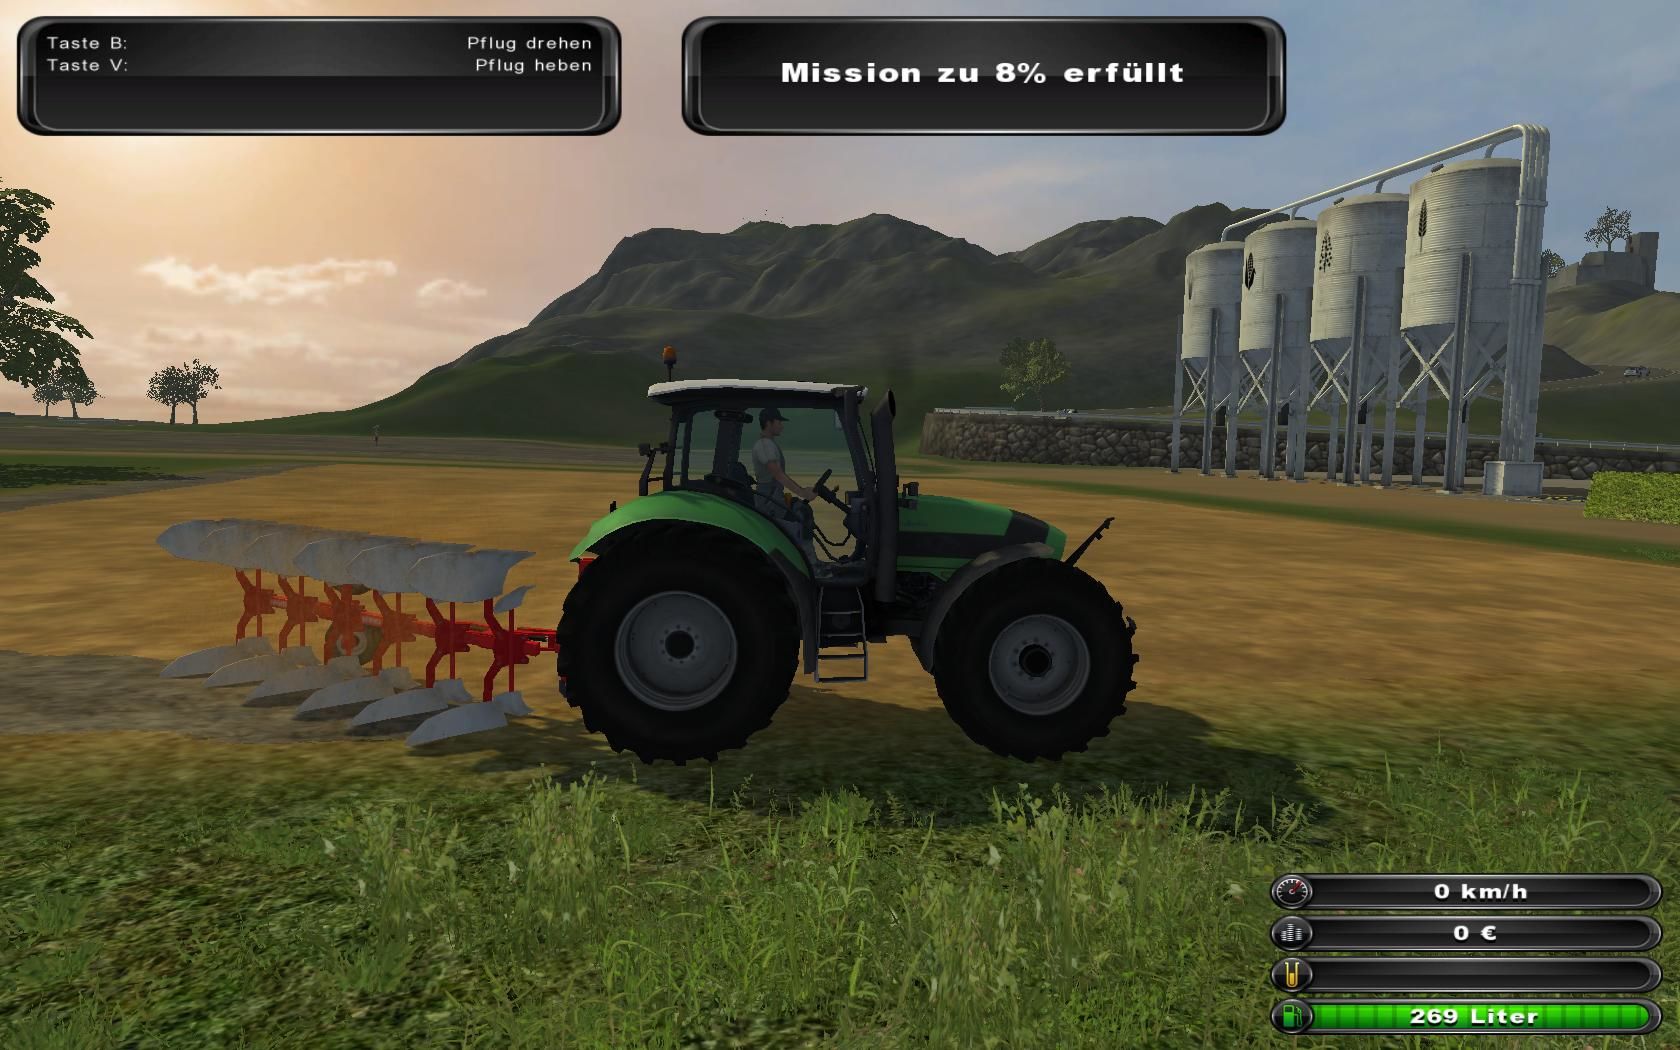 Taste B: Pflug drehen
Taste V: Pflug heben
Mission zu 8% erfüllt
0 km/h
0 €
269 Liter